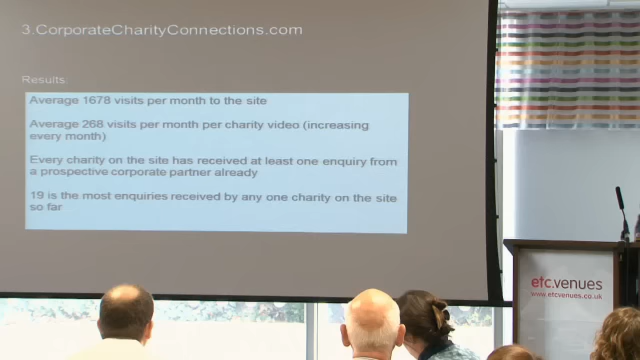 3.CorporateCharityConnections.com
Results.
Average 1678 visits per month to the site
Average 268 visits per month per charity video (increasing
every month)
Every charity on the site has received at least one enquiry from
a prospective corporate partner already
19 is the most enquiries received by any one charity on the site
so far
etc.venues
www.etcvenues.co.uk